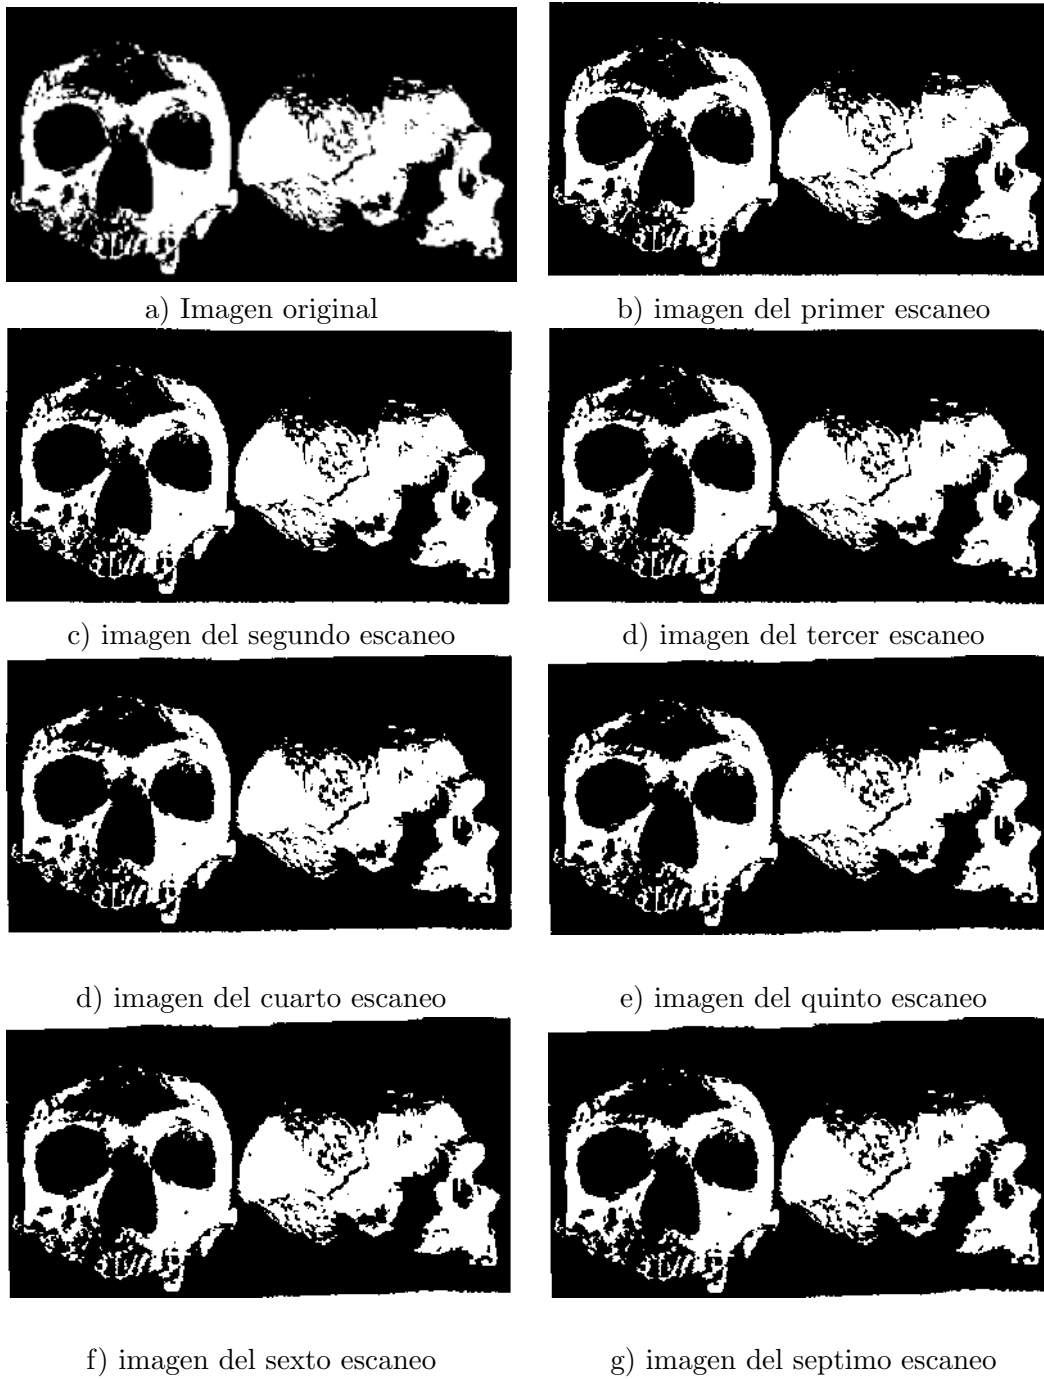 a) Imagen original
b) imagen del primer escaneo
c) imagen del segundo escaneo
d) imagen del tercer escaneo
d) imagen del cuarto escaneo
e) imagen del quinto escaneo
f) imagen del sexto escaneo
g) imagen del septimo escaneo